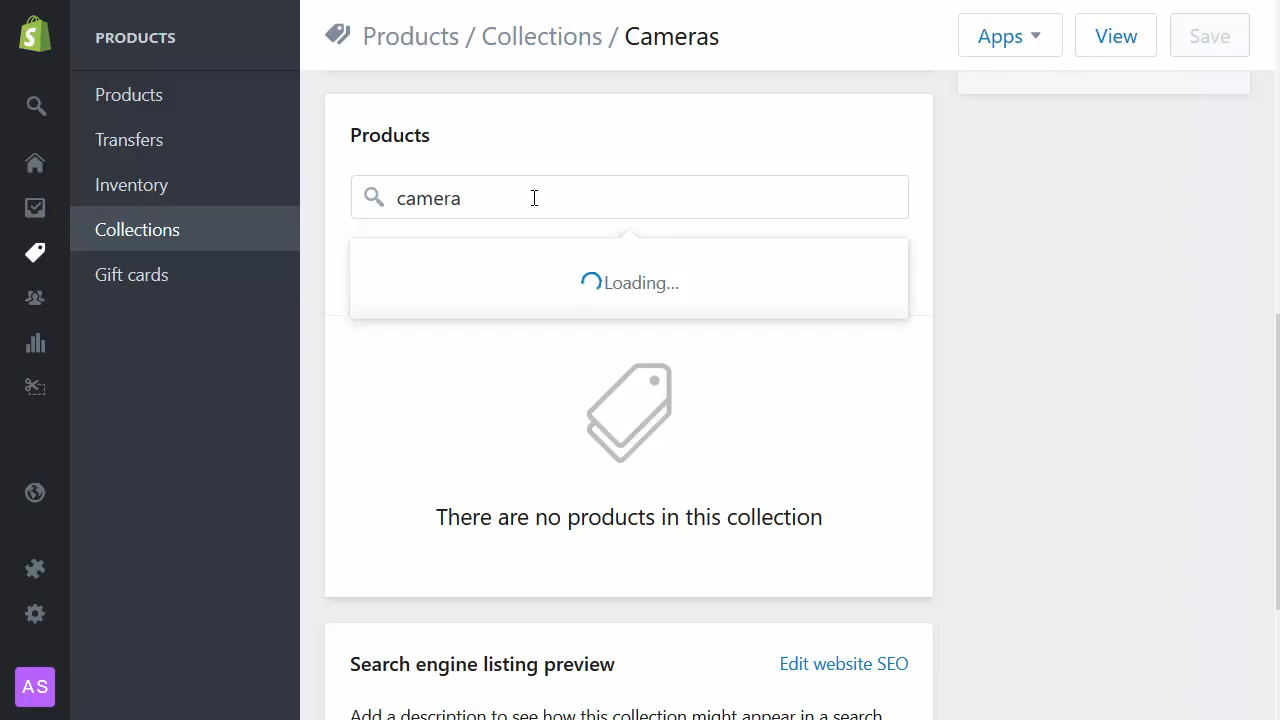 PRODUCTS
Products
Transfers
Inventory
Collections
Gift cards
AS
Products / Collections / Cameras
Apps
View
Save
Products
camera
Loading...
There are no products in this collection
Search engine listing preview
Edit website SEO
Add a description to see how this collection might appear in a search